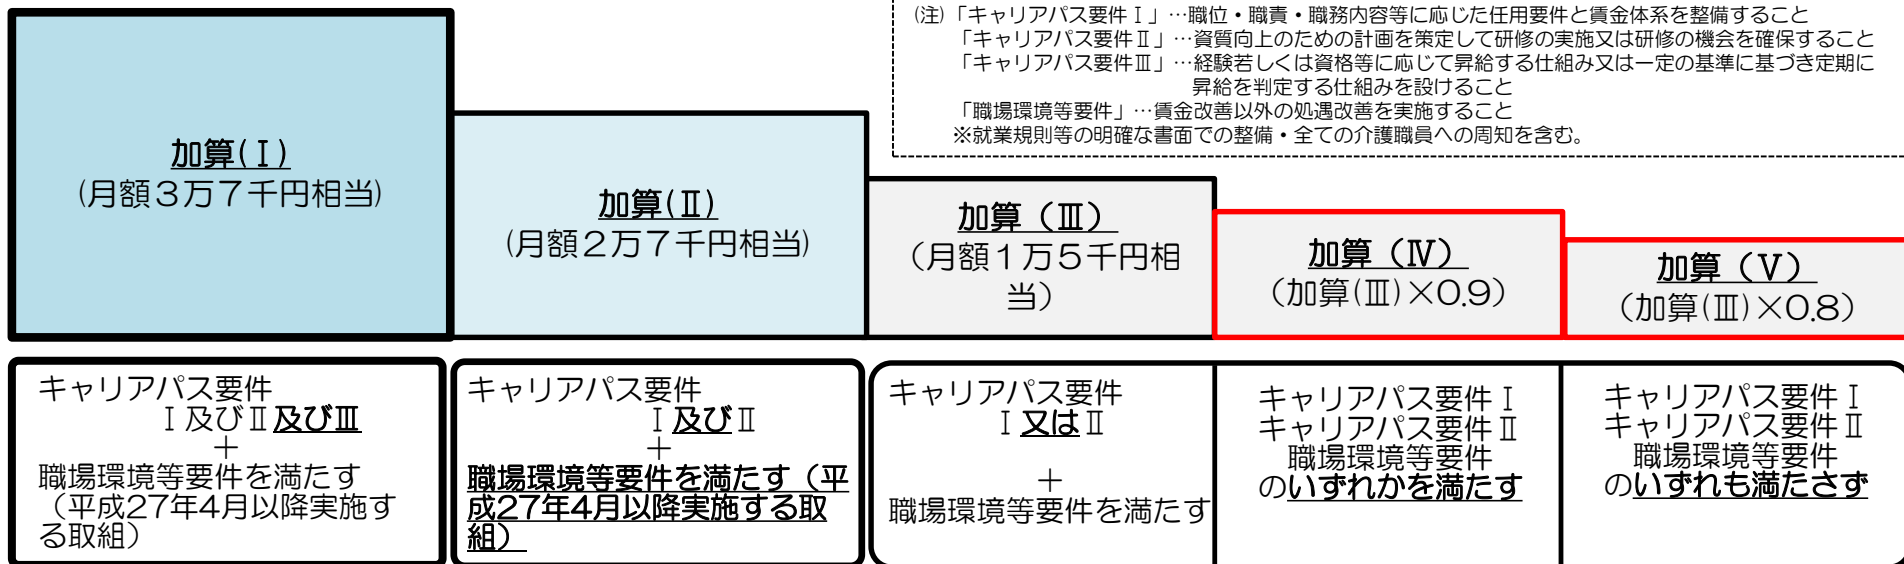 (注)「キャリアパス要件Ⅰ」…職位・職責・職務内容等に応じた任用要件と賃金体系を整備すること
「キャリアパス要件Ⅱ」…資質向上のための計画を策定して研修の実施又は研修の機会を確保すること
「キャリアパス要件Ⅲ」…経験若しくは資格等に応じて昇給する仕組み又は一定の基準に基づき定期に
昇給を判定する仕組みを設けること
「職場環境等要件」…賃金改善以外の処遇改善を実施すること
※就業規則等の明確な書面での整備・全ての介護職員への周知を含む。
加算(Ⅰ)
(月額３万７千円相当)
加算(Ⅱ)
(月額２万７千円相当)
加算（Ⅲ）
（月額１万５千円相
当）
加算（Ⅳ）
（加算(Ⅲ)×0.9）
加算（Ⅴ）
（加算(Ⅲ)×0.8）
キャリアパス要件
Ⅰ及びⅡ及びⅢ
＋
職場環境等要件を満たす
（平成27年4月以降実施す
る取組）
キャリアパス要件
Ⅰ及びⅡ
＋
職場環境等要件を満たす（平
成27年4月以降実施する取
組）
キャリアパス要件
Ⅰ又はⅡ
＋
職場環境等要件を満たす
キャリアパス要件Ⅰ
キャリアパス要件Ⅱ
職場環境等要件
のいずれかを満たす
キャリアパス要件Ⅰ
キャリアパス要件Ⅱ
職場環境等要件
のいずれも満たさず